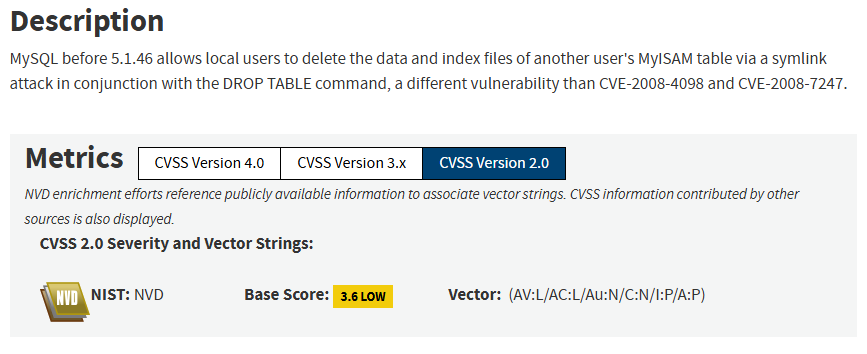 Description
MySQL before 5.1.46 allows local users to delete the data and index files of another user's MyISAM table via a symlink
attack in conjunction with the DROP TABLE command, a different vulnerability than CVE-2008-4098 and CVE-2008-7247.
Metrics CVSS Version 4.0 CVSS Version 3.x CVSS Version 2.0
NVD enrichment efforts reference publicly available information to associate vector strings. CVSS information contributed by other
sources is also displayed.
CVSS 2.0 Severity and Vector Strings:
NVD NIST: NVD Base Score: 3.6 LOW Vector: (AV:L/AC:L/Au:N/C:N/I:P/A:P)